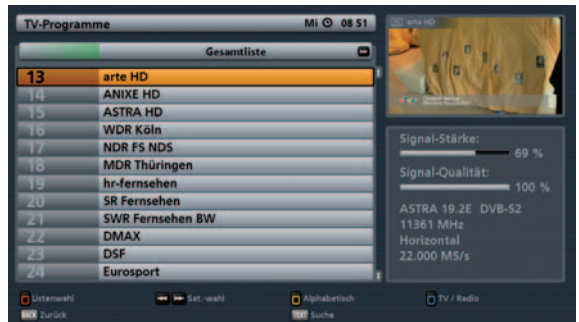 TV-Programme
Mi 08 51
Gesamtliste
13 arte HD
14 ANIXE HD
15 ASTRA HD
16 WDR Köln
17 NDR FS NDS
18 MDR Thüringen
19 hr-fernsehen
20 SR Fernsehen
21 SWR Fernsehen BW
22 DMAX
23 DSF
24 Eurosport
arte HD
Signal-Stärke:
69 %
Signal-Qualität:
100 %
ASTRA 19.2E DVB-S2
11361 MHz
Horizontal
22.000 MS/s
Listenwahl
Sat.-wahl
Alphabetisch
TV / Radio
BACK Zurück
TEXT Suche